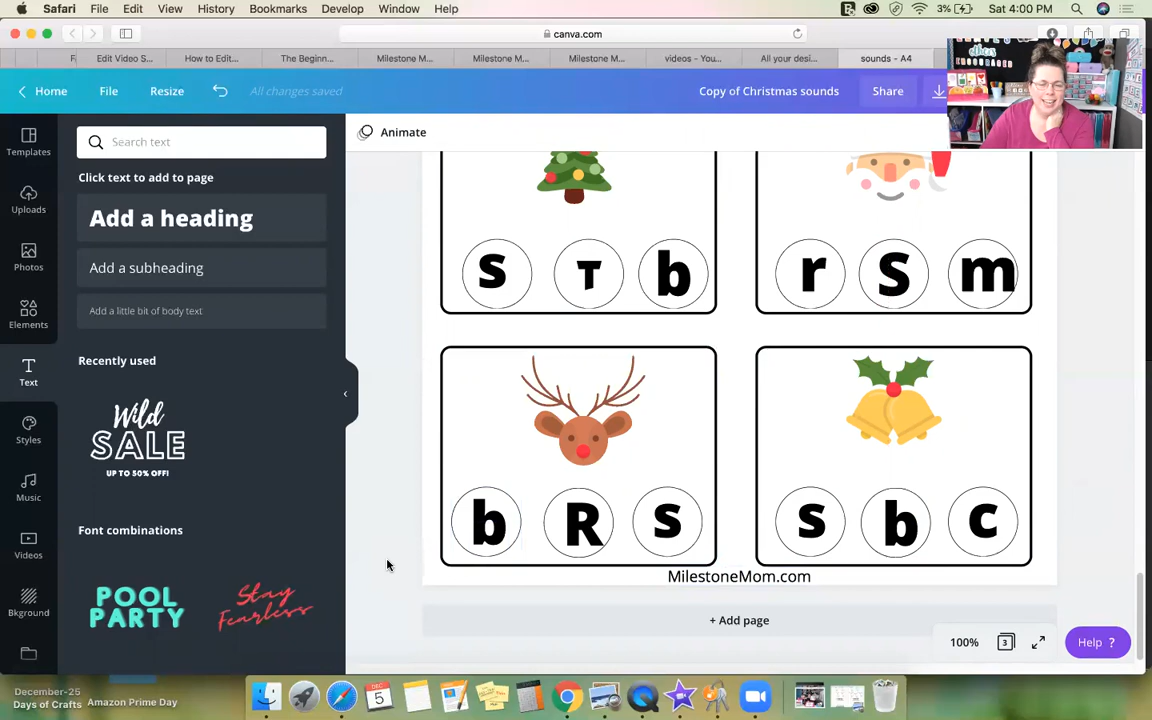 Safari File Edit View History Bookmarks Develop Window Help 3% Sat 4:00 PM
canva.com
Edit Video S... How to Edit... The Beginn... Milestone M... Milestone M... Milestone M... videos - You... All your desi... sounds - A4
Home File Resize All changes saved Copy of Christmas sounds Share
Templates
Uploads
Photos
Elements
Text
Styles
Music
Videos
Bkground
Search text
Click text to add to page
Add a heading
Add a subheading
Add a little bit of body text
Recently used
Wild
SALE
UP TO 50% OFF!
Font combinations
POOL
PARTY
Stay
Fearless
Animate
s T b
r S m
b R s
s b c
MilestoneMom.com
+ Add page
100% 3 Help ?
December-25
Days of Crafts
Amazon Prime Day
DEC
5